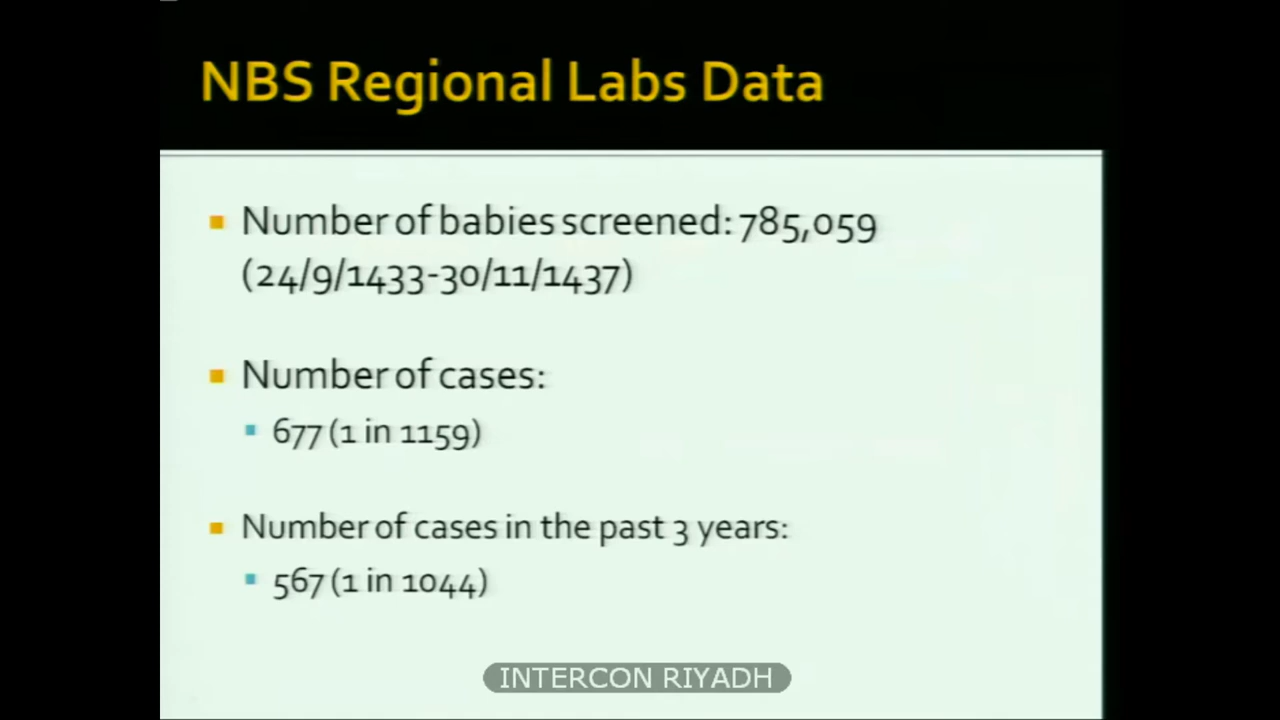 NBS Regional Labs Data
Number of babies screened: 785,059
(24/9/1433-30/11/1437)
Number of cases:
677 (1 in 1159)
Number of cases in the past 3 years:
567 (1 in 1044)
INTERCON RIYADH